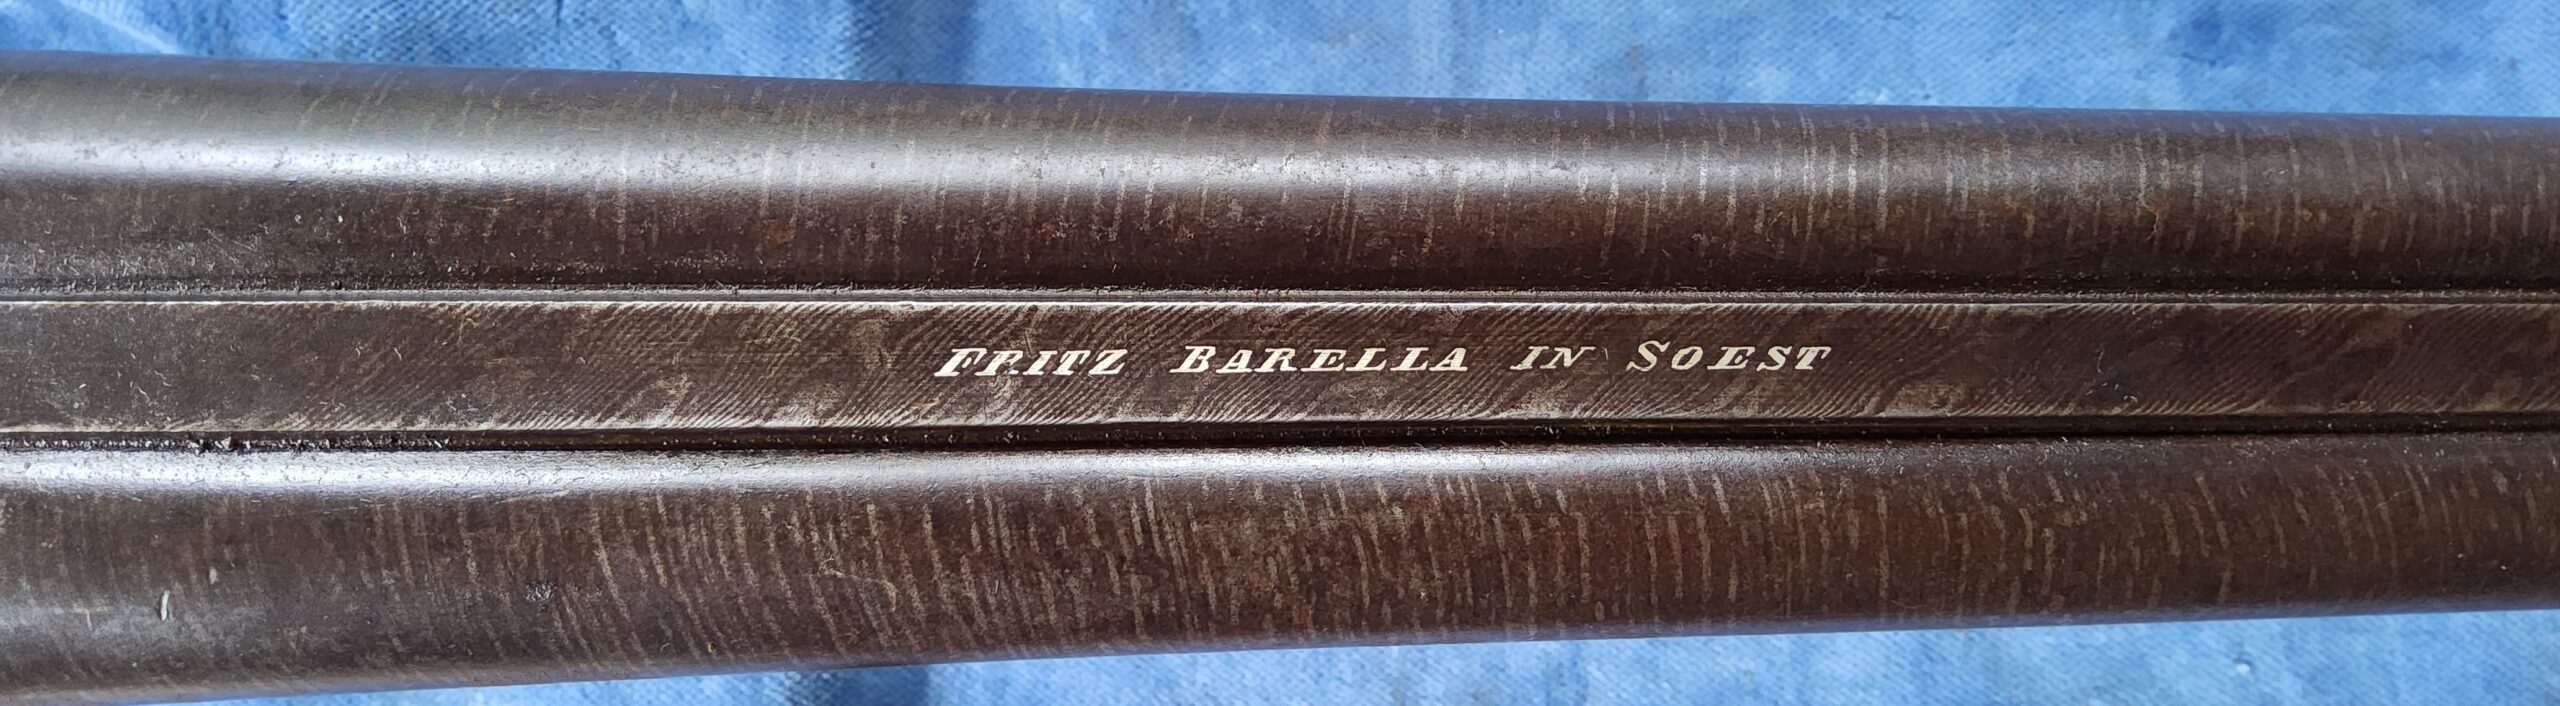 FRITZ BARELLA IN SOEST